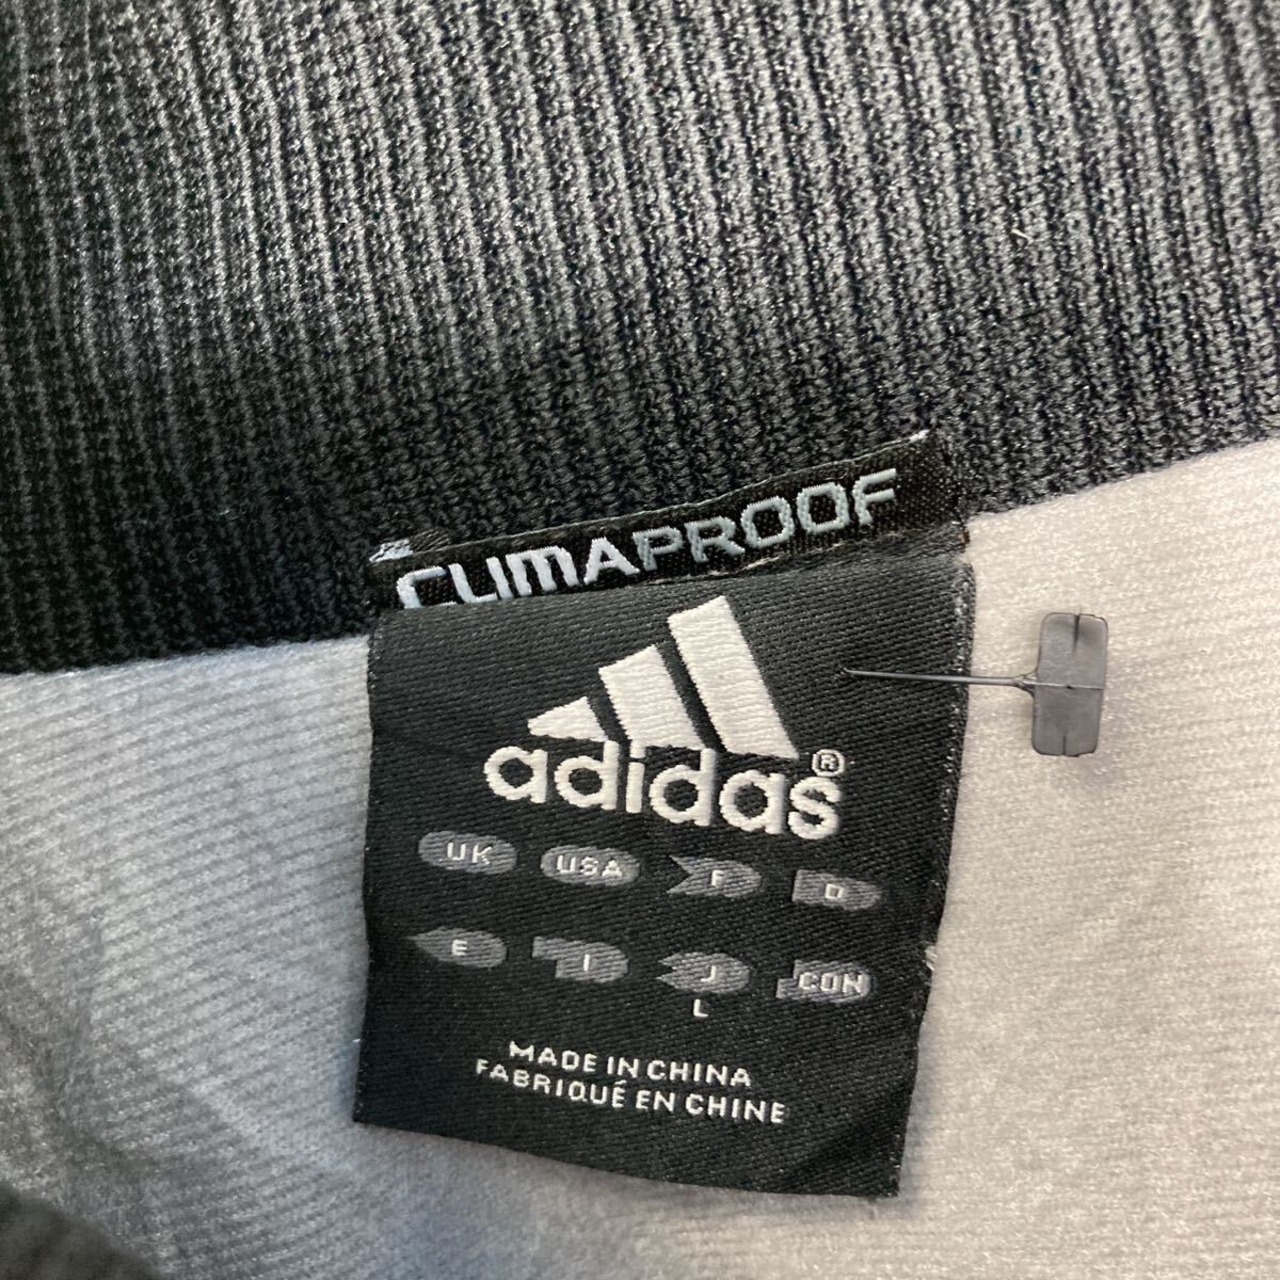 CLIMAPROOF
adidas®
UK USA F D
E I J CON
L
MADE IN CHINA
FABRIQUÉ EN CHINE